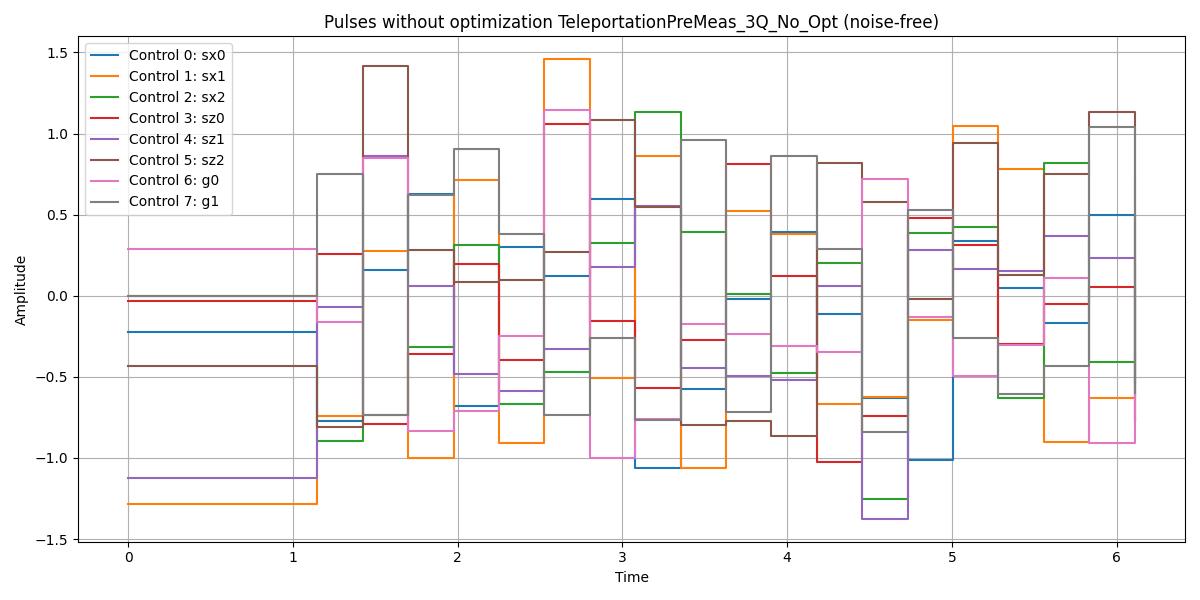 Pulses without optimization TeleportationPreMeas_3Q_No_Opt (noise-free)
Control 0: sx0
Control 1: sx1
Control 2: sx2
Control 3: sz0
Control 4: sz1
Control 5: sz2
Control 6: g0
Control 7: g1
Amplitude
1.5
1.0
0.5
0.0
−0.5
−1.0
−1.5
0 1 2 3 4 5 6
Time